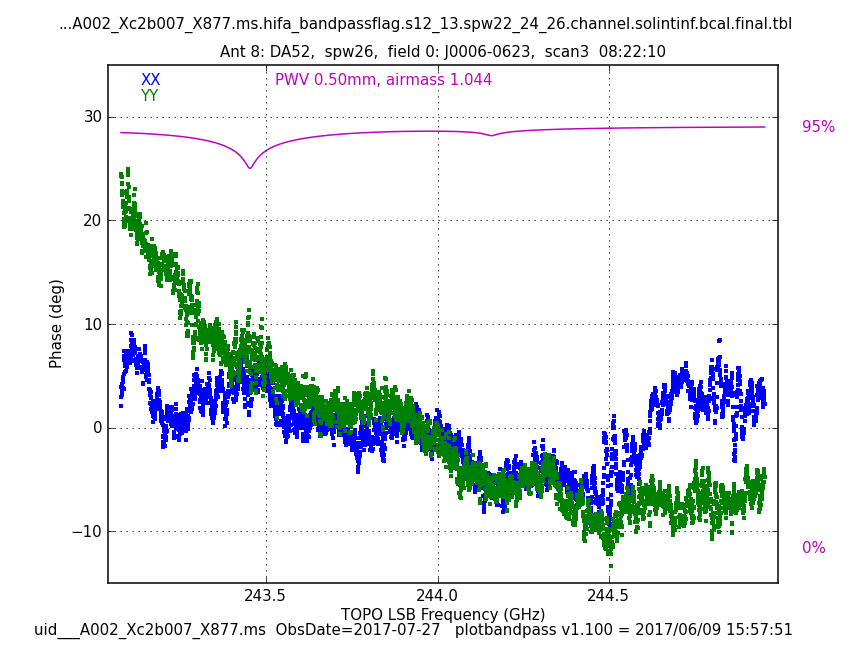 ...A002_Xc2b007_X877.ms.hifa_bandpassflag.s12_13.spw22_24_26.channel.solintinf.bcal.final.tbl
Ant 8: DA52,  spw26,  field 0: J0006-0623,  scan3  08:22:10
XX
PWV 0.50mm, airmass 1.044
YY
95%
30
20
10
0
−10
Phase (deg)
0%
243.5
244.0
244.5
TOPO LSB Frequency (GHz)
uid___A002_Xc2b007_X877.ms  ObsDate=2017-07-27   plotbandpass v1.100 = 2017/06/09 15:57:51